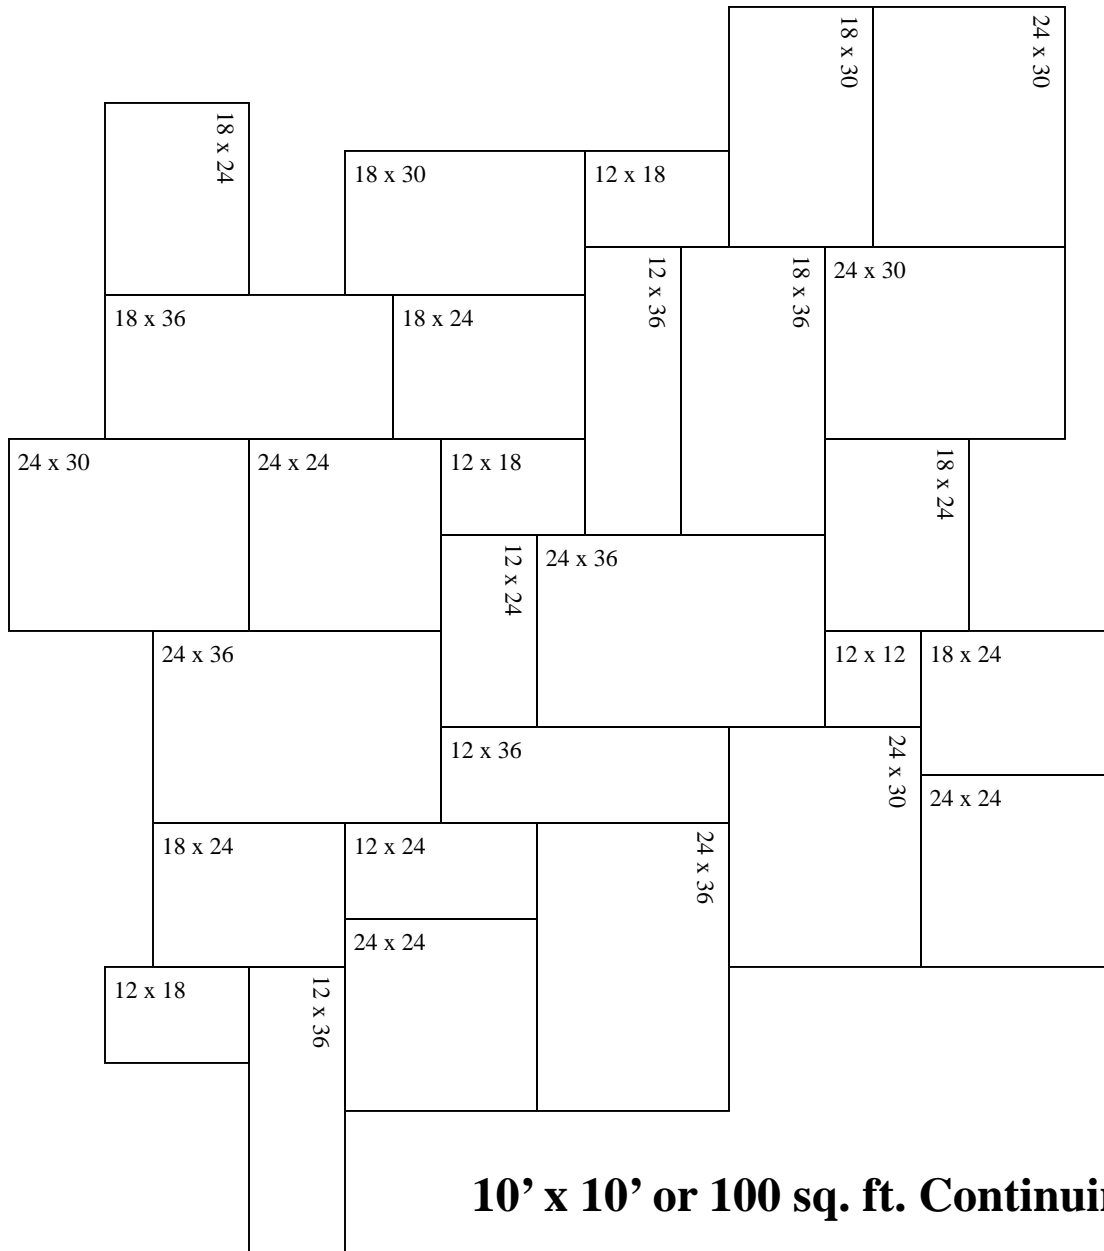 18 x 30
24 x 30
18 x 24
18 x 30
12 x 18
12 x 36
18 x 36
24 x 30
18 x 36
18 x 24
24 x 30
24 x 24
12 x 18
18 x 24
12 x 24
24 x 36
24 x 36
12 x 12
18 x 24
12 x 36
24 x 30
24 x 24
18 x 24
12 x 24
24 x 36
24 x 24
12 x 18
12 x 36
10’ x 10’ or 100 sq. ft.